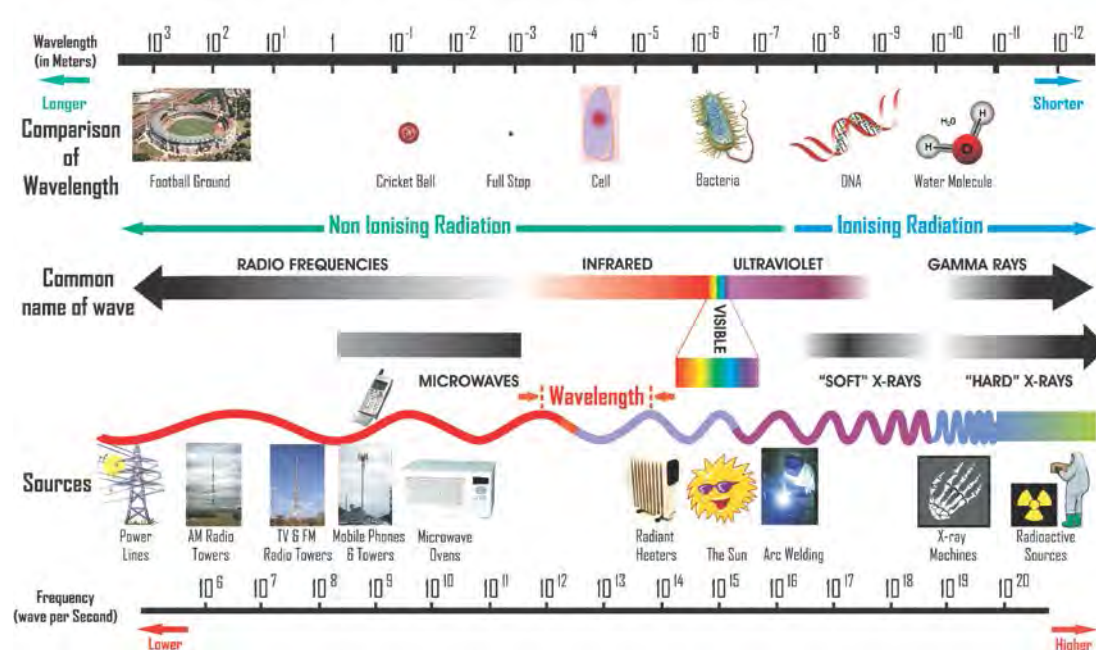 Wavelength
(in Meters)
10³ 10² 10¹ 1 10⁻¹ 10⁻² 10⁻³ 10⁻⁴ 10⁻⁵ 10⁻⁶ 10⁻⁷ 10⁻⁸ 10⁻⁹ 10⁻¹⁰ 10⁻¹¹ 10⁻¹²
Longer
Shorter
Comparison
of
Wavelength
Football Ground
Cricket Ball
Full Stop
Cell
Bacteria
DNA
H₂O
H
H
O
Water Molecule
Non Ionising Radiation
Ionising Radiation
Common
name of wave
RADIO FREQUENCIES
INFRARED
ULTRAVIOLET
GAMMA RAYS
VISIBLE
MICROWAVES
"SOFT" X-RAYS
"HARD" X-RAYS
Wavelength
Sources
Power
Lines
AM Radio
Towers
TV & FM
Radio Towers
Mobile Phones
& Towers
Microwave
Ovens
Radiant
Heaters
The Sun
Arc Welding
X-ray
Machines
Radioactive
Sources
Frequency
(wave per Second)
10⁶ 10⁷ 10⁸ 10⁹ 10¹⁰ 10¹¹ 10¹² 10¹³ 10¹⁴ 10¹⁵ 10¹⁶ 10¹⁷ 10¹⁸ 10¹⁹ 10²⁰
Lower
Higher